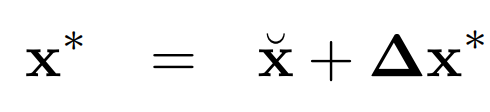 x* = x̆ + Δx*